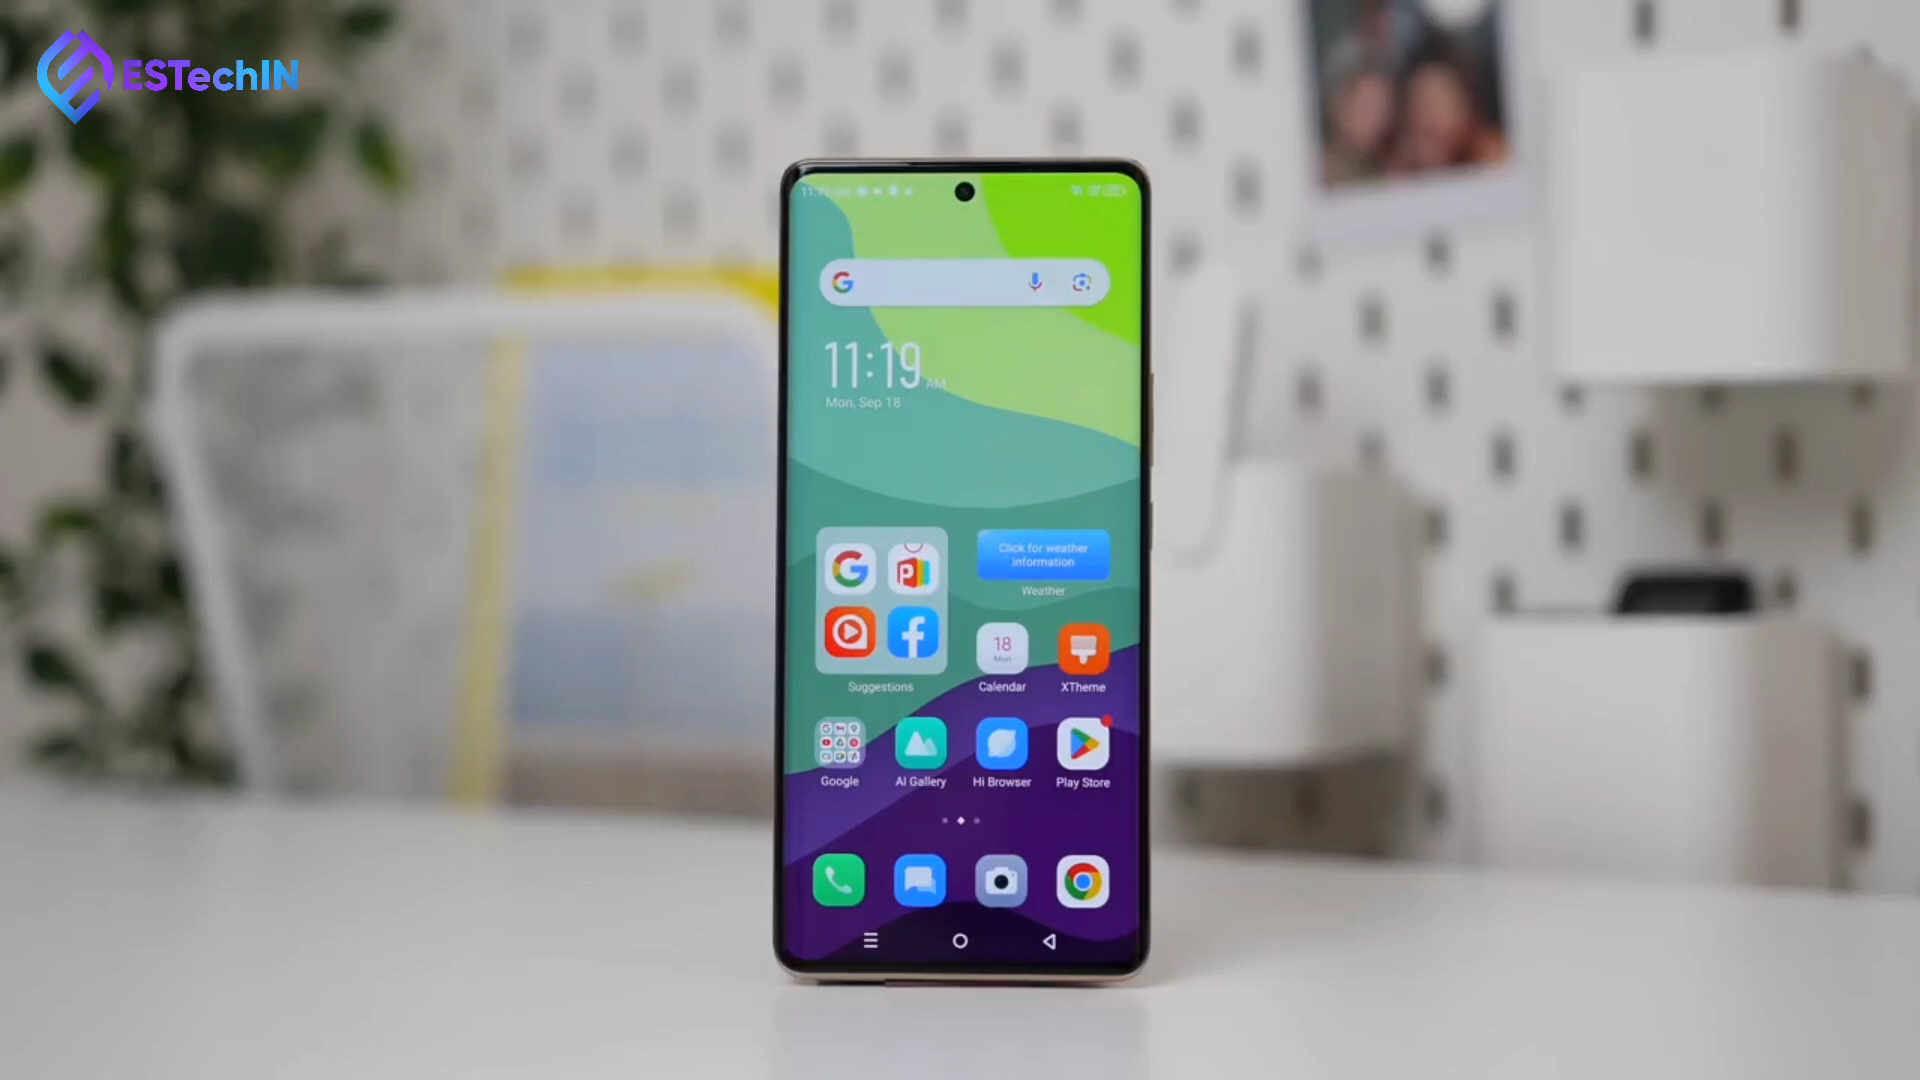 ESTechIN
11:19 AM
Mon, Sep 18
Click for weather
information
Weather
18
Mon
Suggestions
Calendar
XTheme
Google
AI Gallery
Hi Browser
Play Store